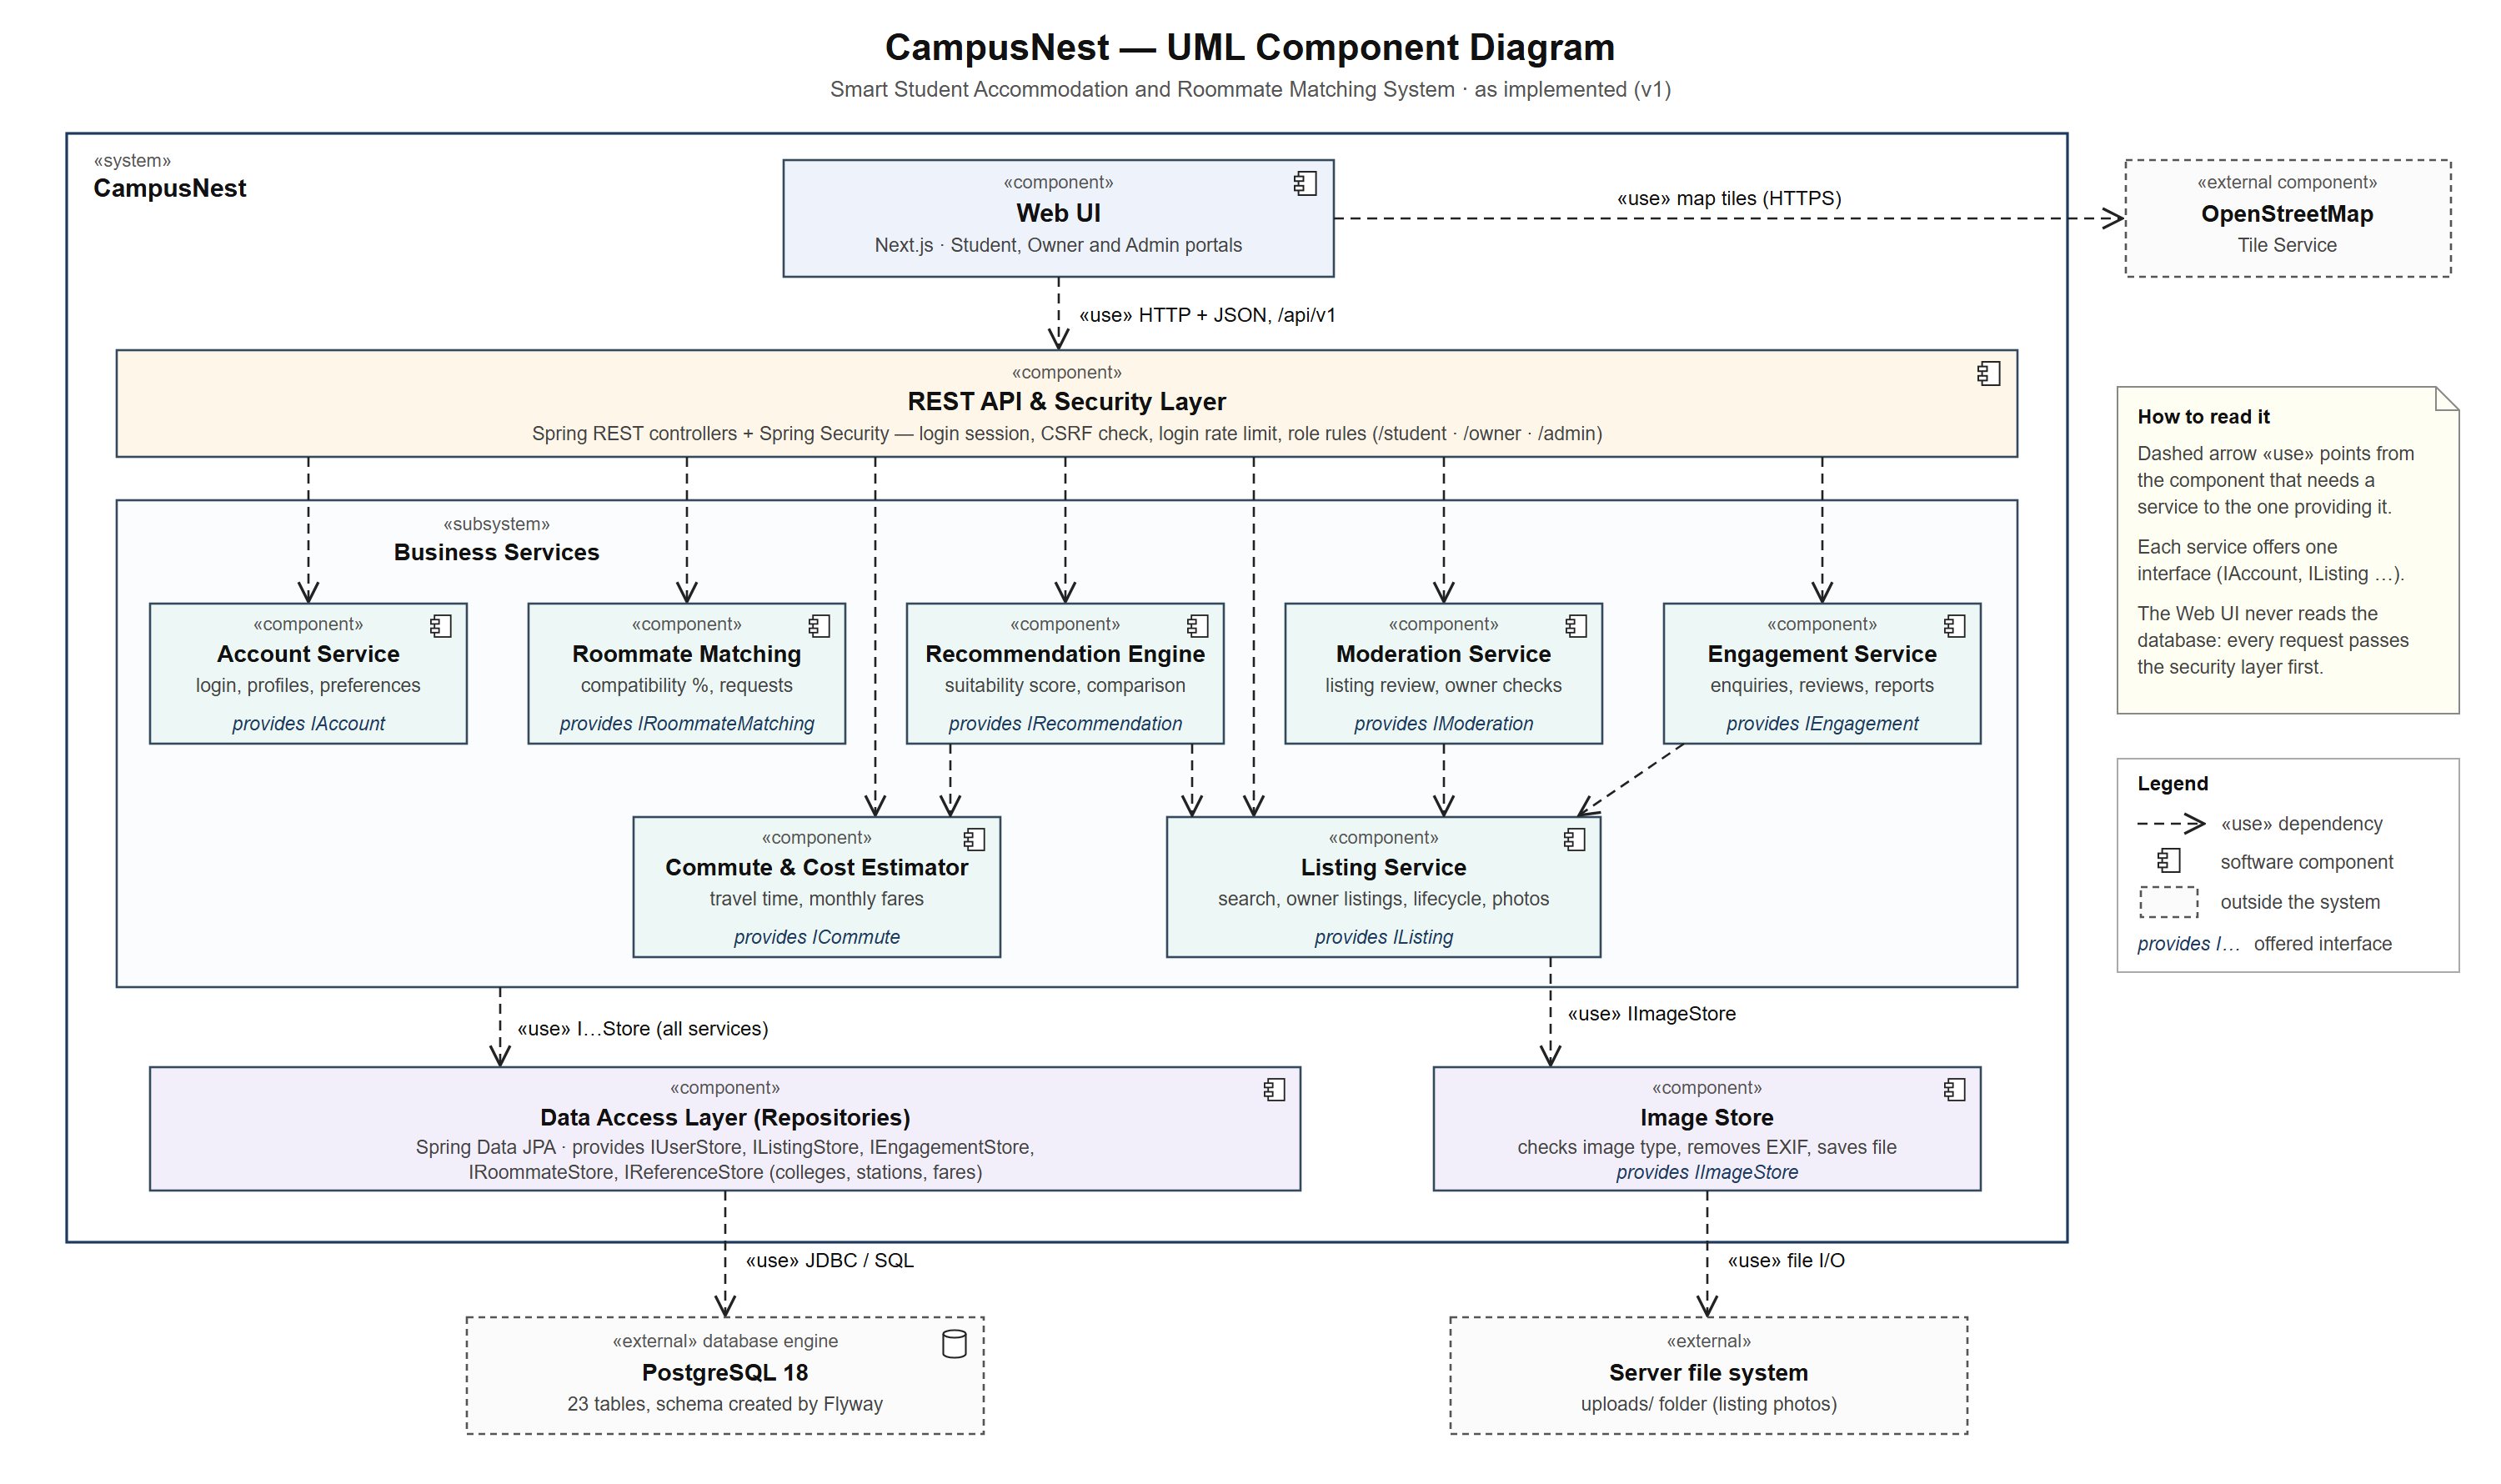 CampusNest — UML Component Diagram
Smart Student Accommodation and Roommate Matching System · as implemented (v1)
«system»
CampusNest
«component»
Web UI
Next.js · Student, Owner and Admin portals
«use» map tiles (HTTPS)
«external component»
OpenStreetMap
Tile Service
«use» HTTP + JSON, /api/v1
«component»
REST API & Security Layer
Spring REST controllers + Spring Security — login session, CSRF check, login rate limit, role rules (/student · /owner · /admin)
How to read it
Dashed arrow «use» points from
the component that needs a
service to the one providing it.
Each service offers one
interface (IAccount, IListing …).
The Web UI never reads the
database: every request passes
the security layer first.
«subsystem»
Business Services
«component»
Account Service
login, profiles, preferences
provides IAccount
«component»
Roommate Matching
compatibility %, requests
provides IRoommateMatching
«component»
Recommendation Engine
suitability score, comparison
provides IRecommendation
«component»
Moderation Service
listing review, owner checks
provides IModeration
«component»
Engagement Service
enquiries, reviews, reports
provides IEngagement
«component»
Commute & Cost Estimator
travel time, monthly fares
provides ICommute
«component»
Listing Service
search, owner listings, lifecycle, photos
provides IListing
Legend
«use» dependency
software component
outside the system
provides I… offered interface
«use» I…Store (all services)
«use» IImageStore
«component»
Data Access Layer (Repositories)
Spring Data JPA · provides IUserStore, IListingStore, IEngagementStore,
IRoommateStore, IReferenceStore (colleges, stations, fares)
«component»
Image Store
checks image type, removes EXIF, saves file
provides IImageStore
«use» JDBC / SQL
«use» file I/O
«external» database engine
PostgreSQL 18
23 tables, schema created by Flyway
«external»
Server file system
uploads/ folder (listing photos)